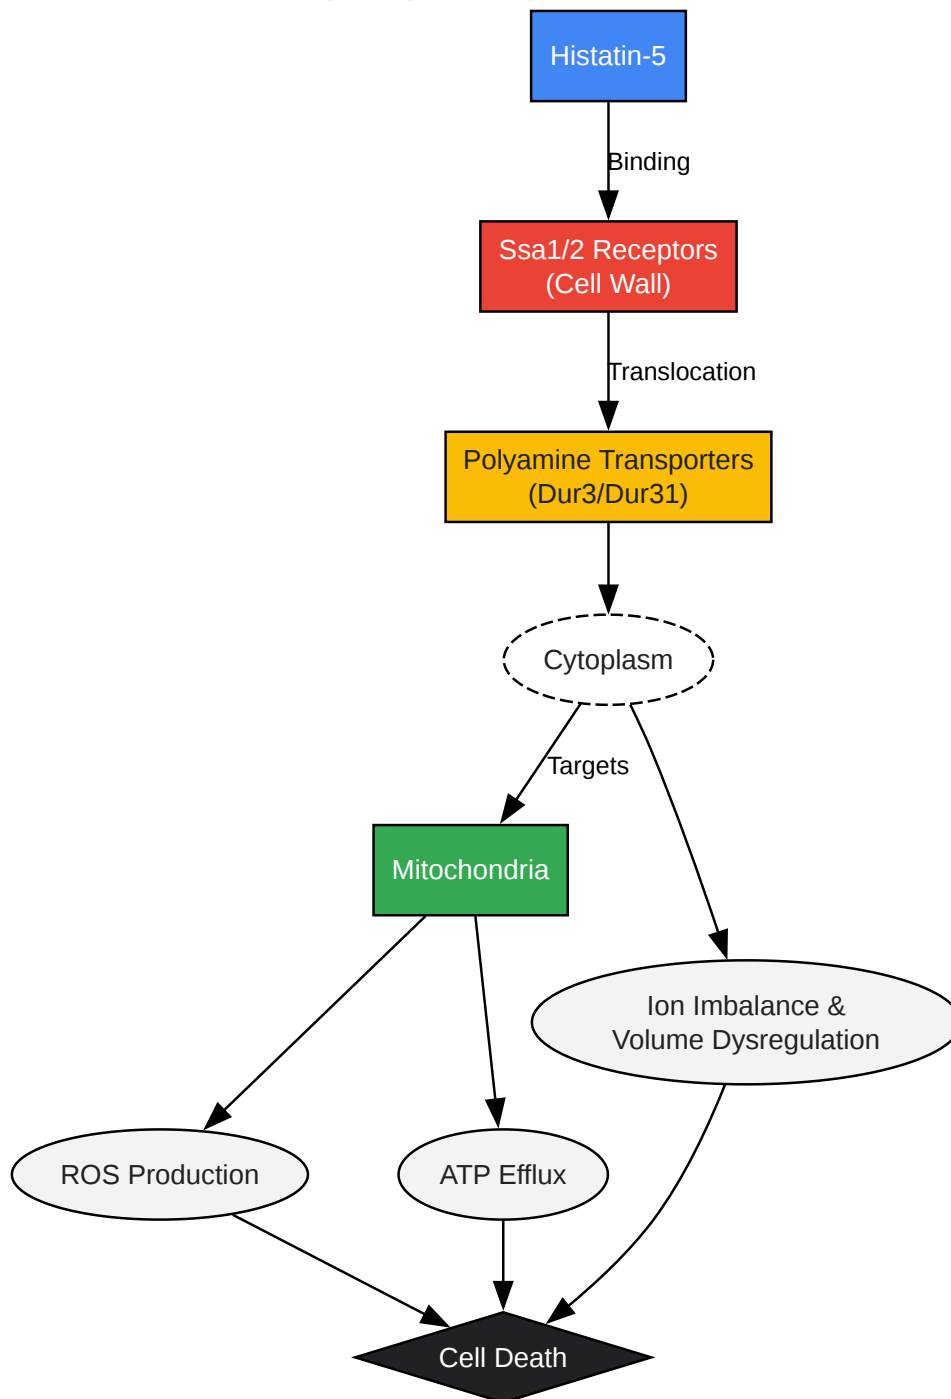 Histatin-5
Binding
Ssa1/2 Receptors
(Cell Wall)
Translocation
Polyamine Transporters
(Dur3/Dur31)
Cytoplasm
Targets
Mitochondria
Ion Imbalance &
Volume Dysregulation
ROS Production
ATP Efflux
Cell Death